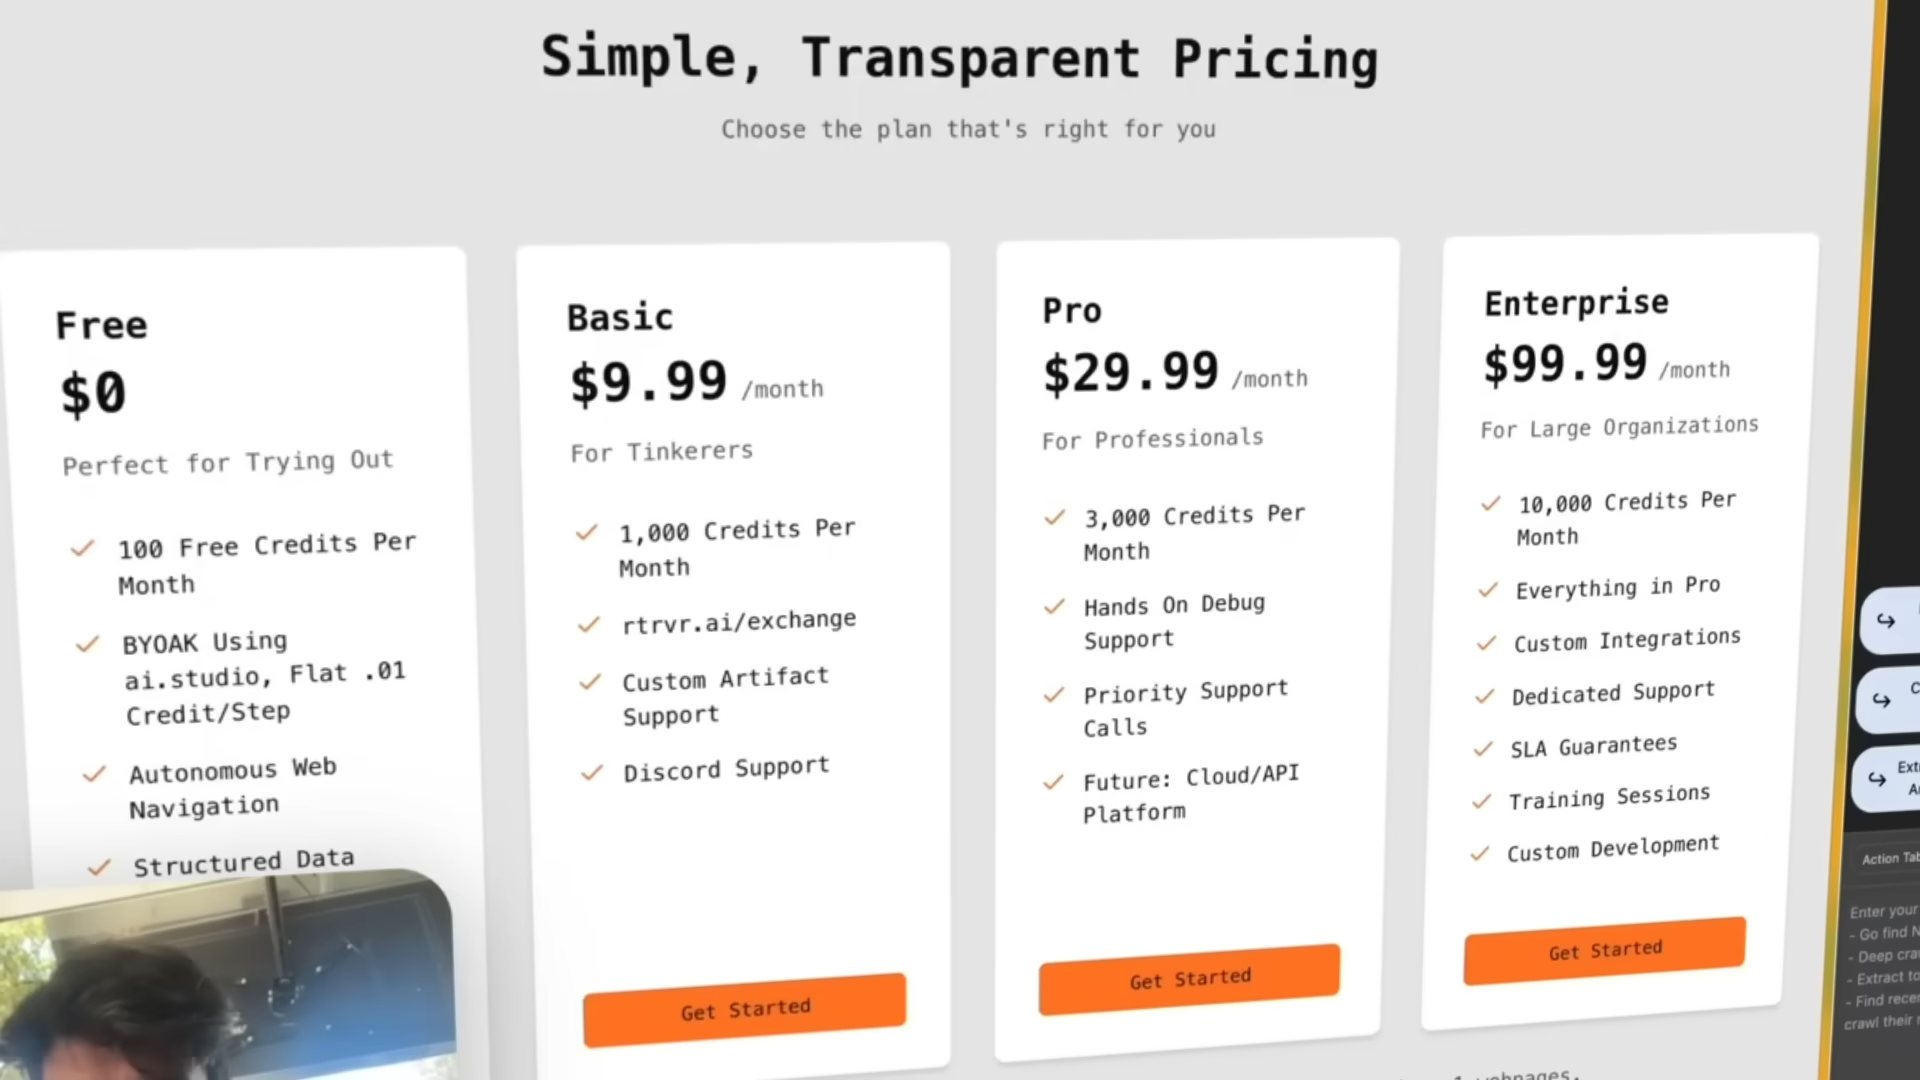 Simple, Transparent Pricing
Choose the plan that's right for you
Free
$0
Perfect for Trying Out
100 Free Credits Per
Month
BYOAK Using
ai.studio, Flat .01
Credit/Step
Autonomous Web
Navigation
Structured Data
Basic
$9.99 /month
For Tinkerers
1,000 Credits Per
Month
rtrvr.ai/exchange
Custom Artifact
Support
Discord Support
Get Started
Pro
$29.99 /month
For Professionals
3,000 Credits Per
Month
Hands On Debug
Support
Priority Support
Calls
Future: Cloud/API
Platform
Get Started
Enterprise
$99.99 /month
For Large Organizations
10,000 Credits Per
Month
Everything in Pro
Custom Integrations
Dedicated Support
SLA Guarantees
Training Sessions
Custom Development
Get Started
Action
Enter your
- Go find
- Deep
- Extract to
- Find
crawl their